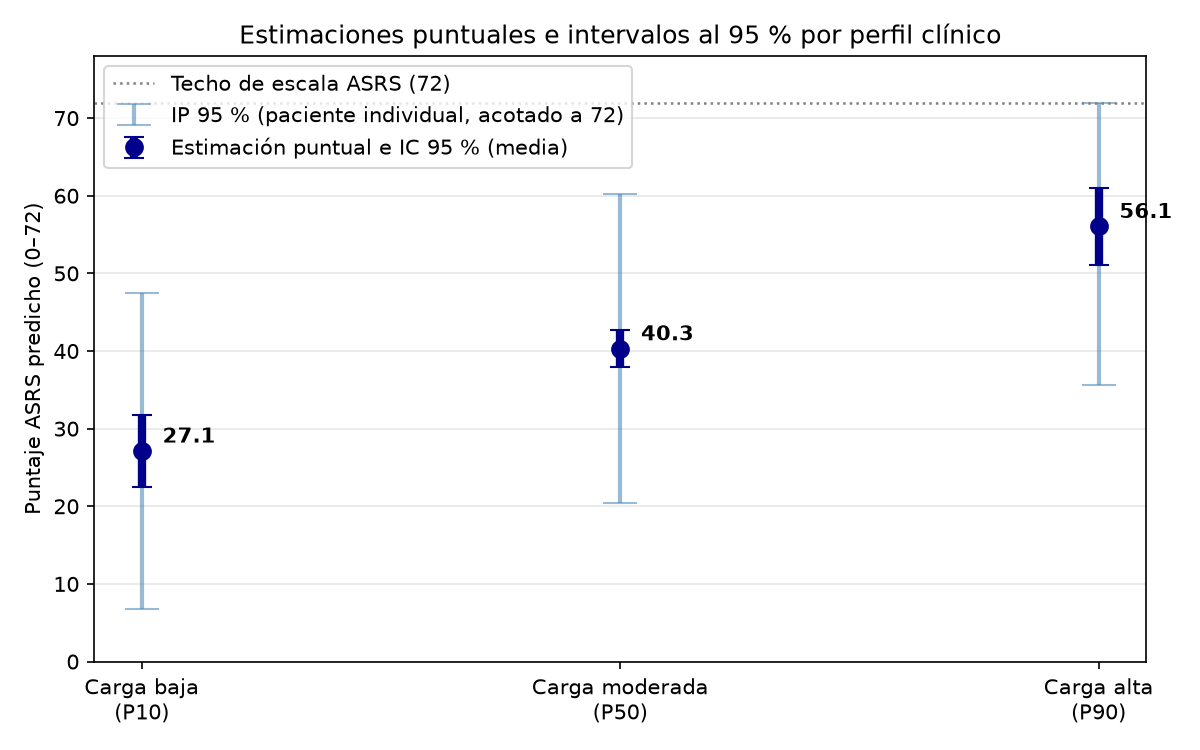 Estimaciones puntuales e intervalos al 95 % por perfil clínico
Techo de escala ASRS (72)
IP 95 % (paciente individual, acotado a 72)
Estimación puntual e IC 95 % (media)
Puntaje ASRS predicho (0–72)
70
60
50
40
30
20
10
0
27.1
40.3
56.1
Carga baja
(P10)
Carga moderada
(P50)
Carga alta
(P90)